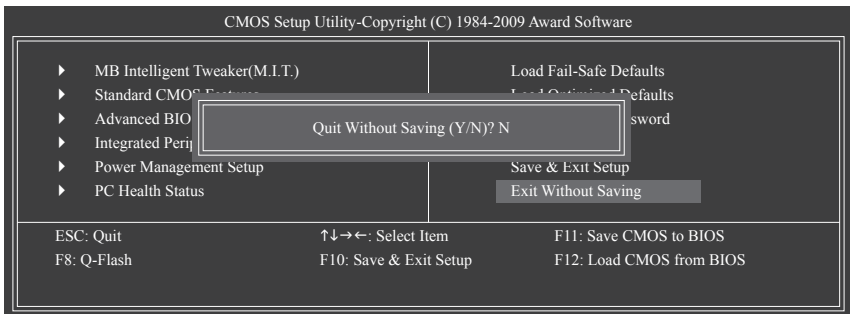 CMOS Setup Utility-Copyright (C) 1984-2009 Award Software
MB Intelligent Tweaker(M.I.T.)
Standard CMOS
Advanced BIO
Integrated Perip
Power Management Setup
PC Health Status
Load Fail-Safe Defaults
Defaults
sword
Save & Exit Setup
Exit Without Saving
Quit Without Saving (Y/N)? N
ESC: Quit ↑↓→←: Select Item F11: Save CMOS to BIOS
F8: Q-Flash F10: Save & Exit Setup F12: Load CMOS from BIOS